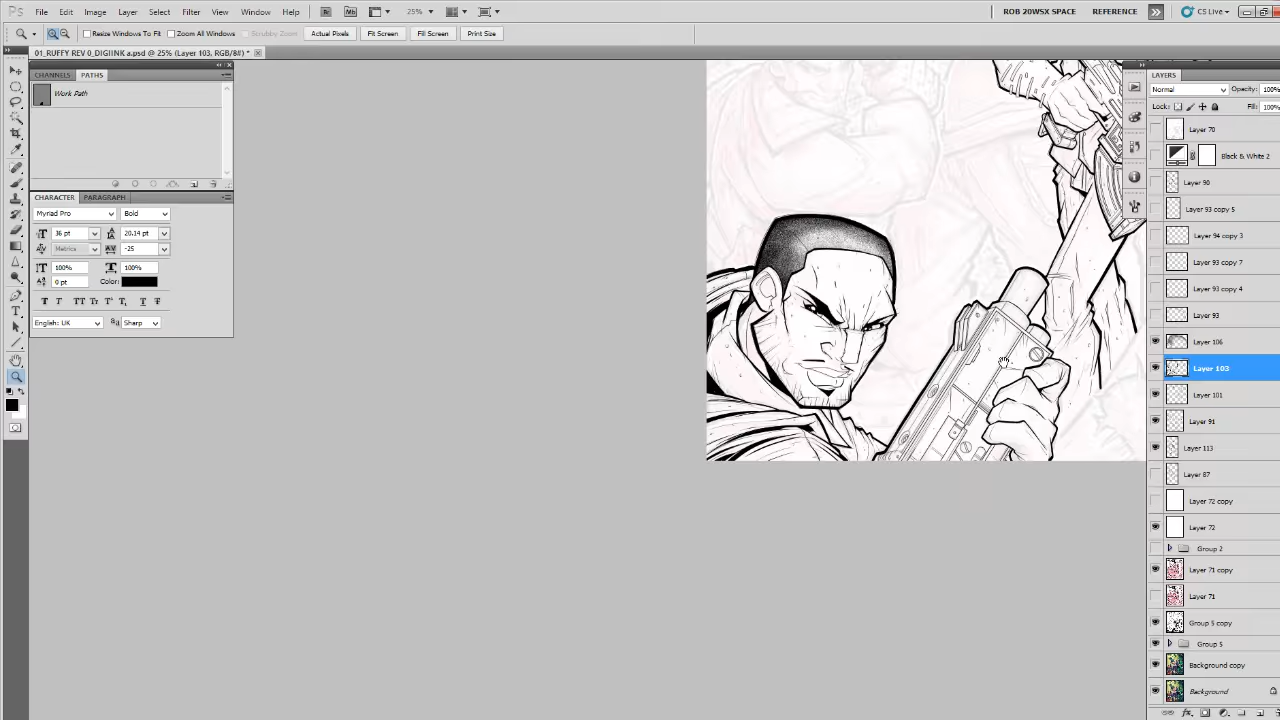 Ps File Edit Image Layer Select Filter View Window Help Br Mb 25% ROB 20WSX SPACE REFERENCE CS Live
Resize Windows To Fit Zoom All Windows Scrubby Zoom Actual Pixels Fit Screen Fill Screen Print Size
01_RUFFY REV 0_DIGIINK a.psd @ 25% (Layer 103, RGB/8#) *
CHANNELS PATHS
Work Path
CHARACTER PARAGRAPH
Myriad Pro Bold
36 pt 20.14 pt
Metrics -25
100% 100%
0 pt Color:
English: UK Sharp
LAYERS
Normal Opacity: 100%
Lock: Fill: 100%
Layer 70
Black & White 2
Layer 90
Layer 93 copy 5
Layer 94 copy 3
Layer 93 copy 7
Layer 93 copy 4
Layer 93
Layer 106
Layer 103
Layer 101
Layer 91
Layer 113
Layer 87
Layer 72 copy
Layer 72
Group 2
Layer 71 copy
Layer 71
Group 5 copy
Group 5
Background copy
Background